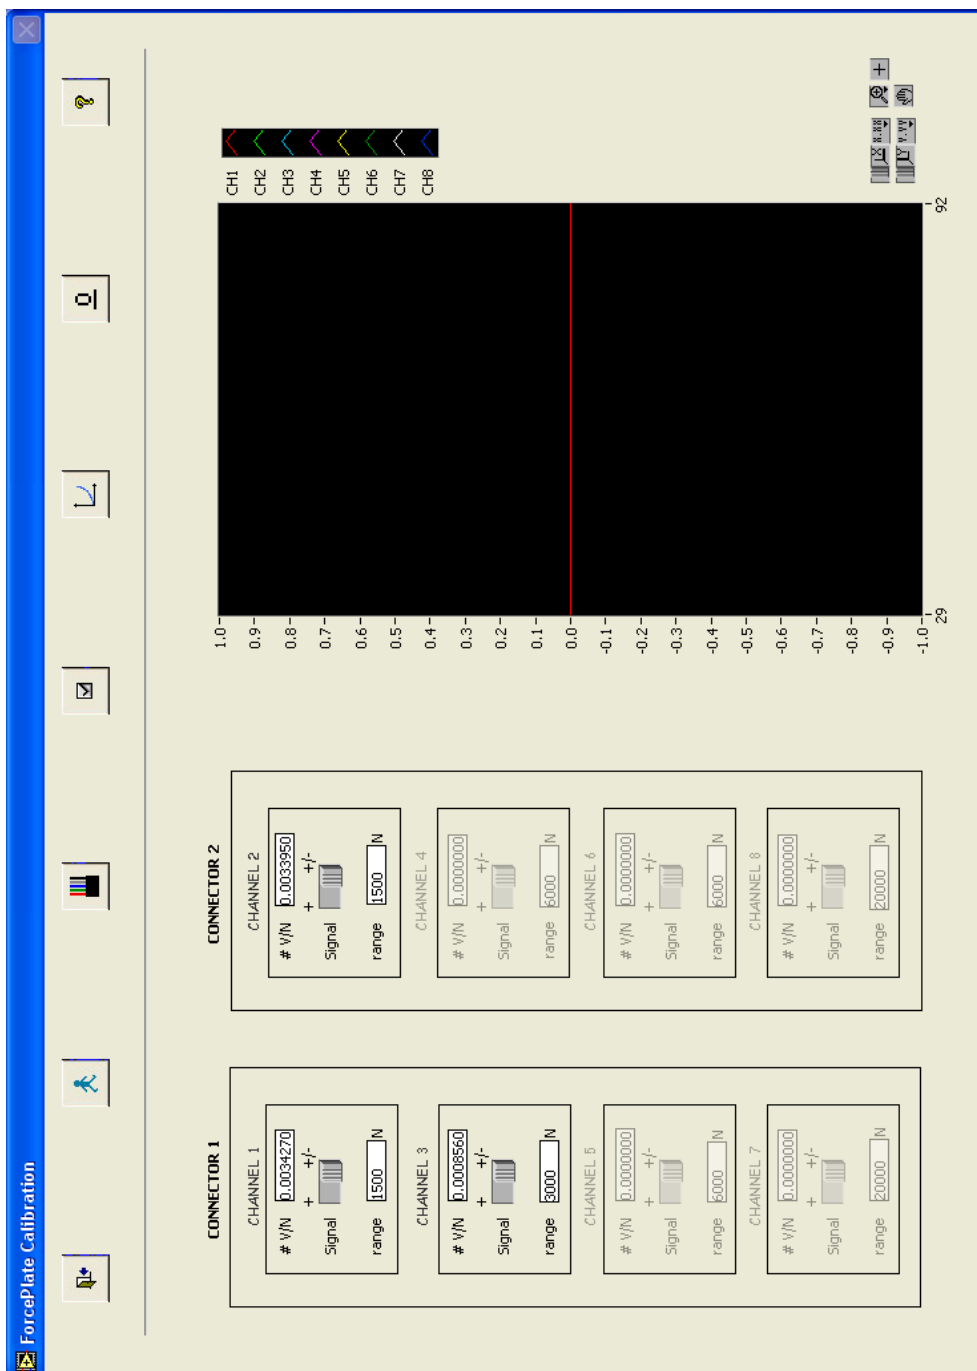 ForcePlate Calibration
CONNECTOR 1
CHANNEL 1
# V/N 0.0034270
Signal + +/-
range 1500 N
CHANNEL 3
# V/N 0.0008560
Signal + +/-
range 3000 N
CHANNEL 5
# V/N 0.0000000
Signal + +/-
range 6000 N
CHANNEL 7
# V/N 0.0000000
Signal + +/-
range 20000 N
CONNECTOR 2
CHANNEL 2
# V/N 0.0033950
Signal + +/-
range 1500 N
CHANNEL 4
# V/N 0.0000000
Signal + +/-
range 6000 N
CHANNEL 6
# V/N 0.0000000
Signal + +/-
range 6000 N
CHANNEL 8
# V/N 0.0000000
Signal + +/-
range 20000 N
1.0
0.9
0.8
0.7
0.6
0.5
0.4
0.3
0.2
0.1
0.0
-0.1
-0.2
-0.3
-0.4
-0.5
-0.6
-0.7
-0.8
-0.9
-1.0
29
92
CH1
CH2
CH3
CH4
CH5
CH6
CH7
CH8
X X.XX
Y Y.YY